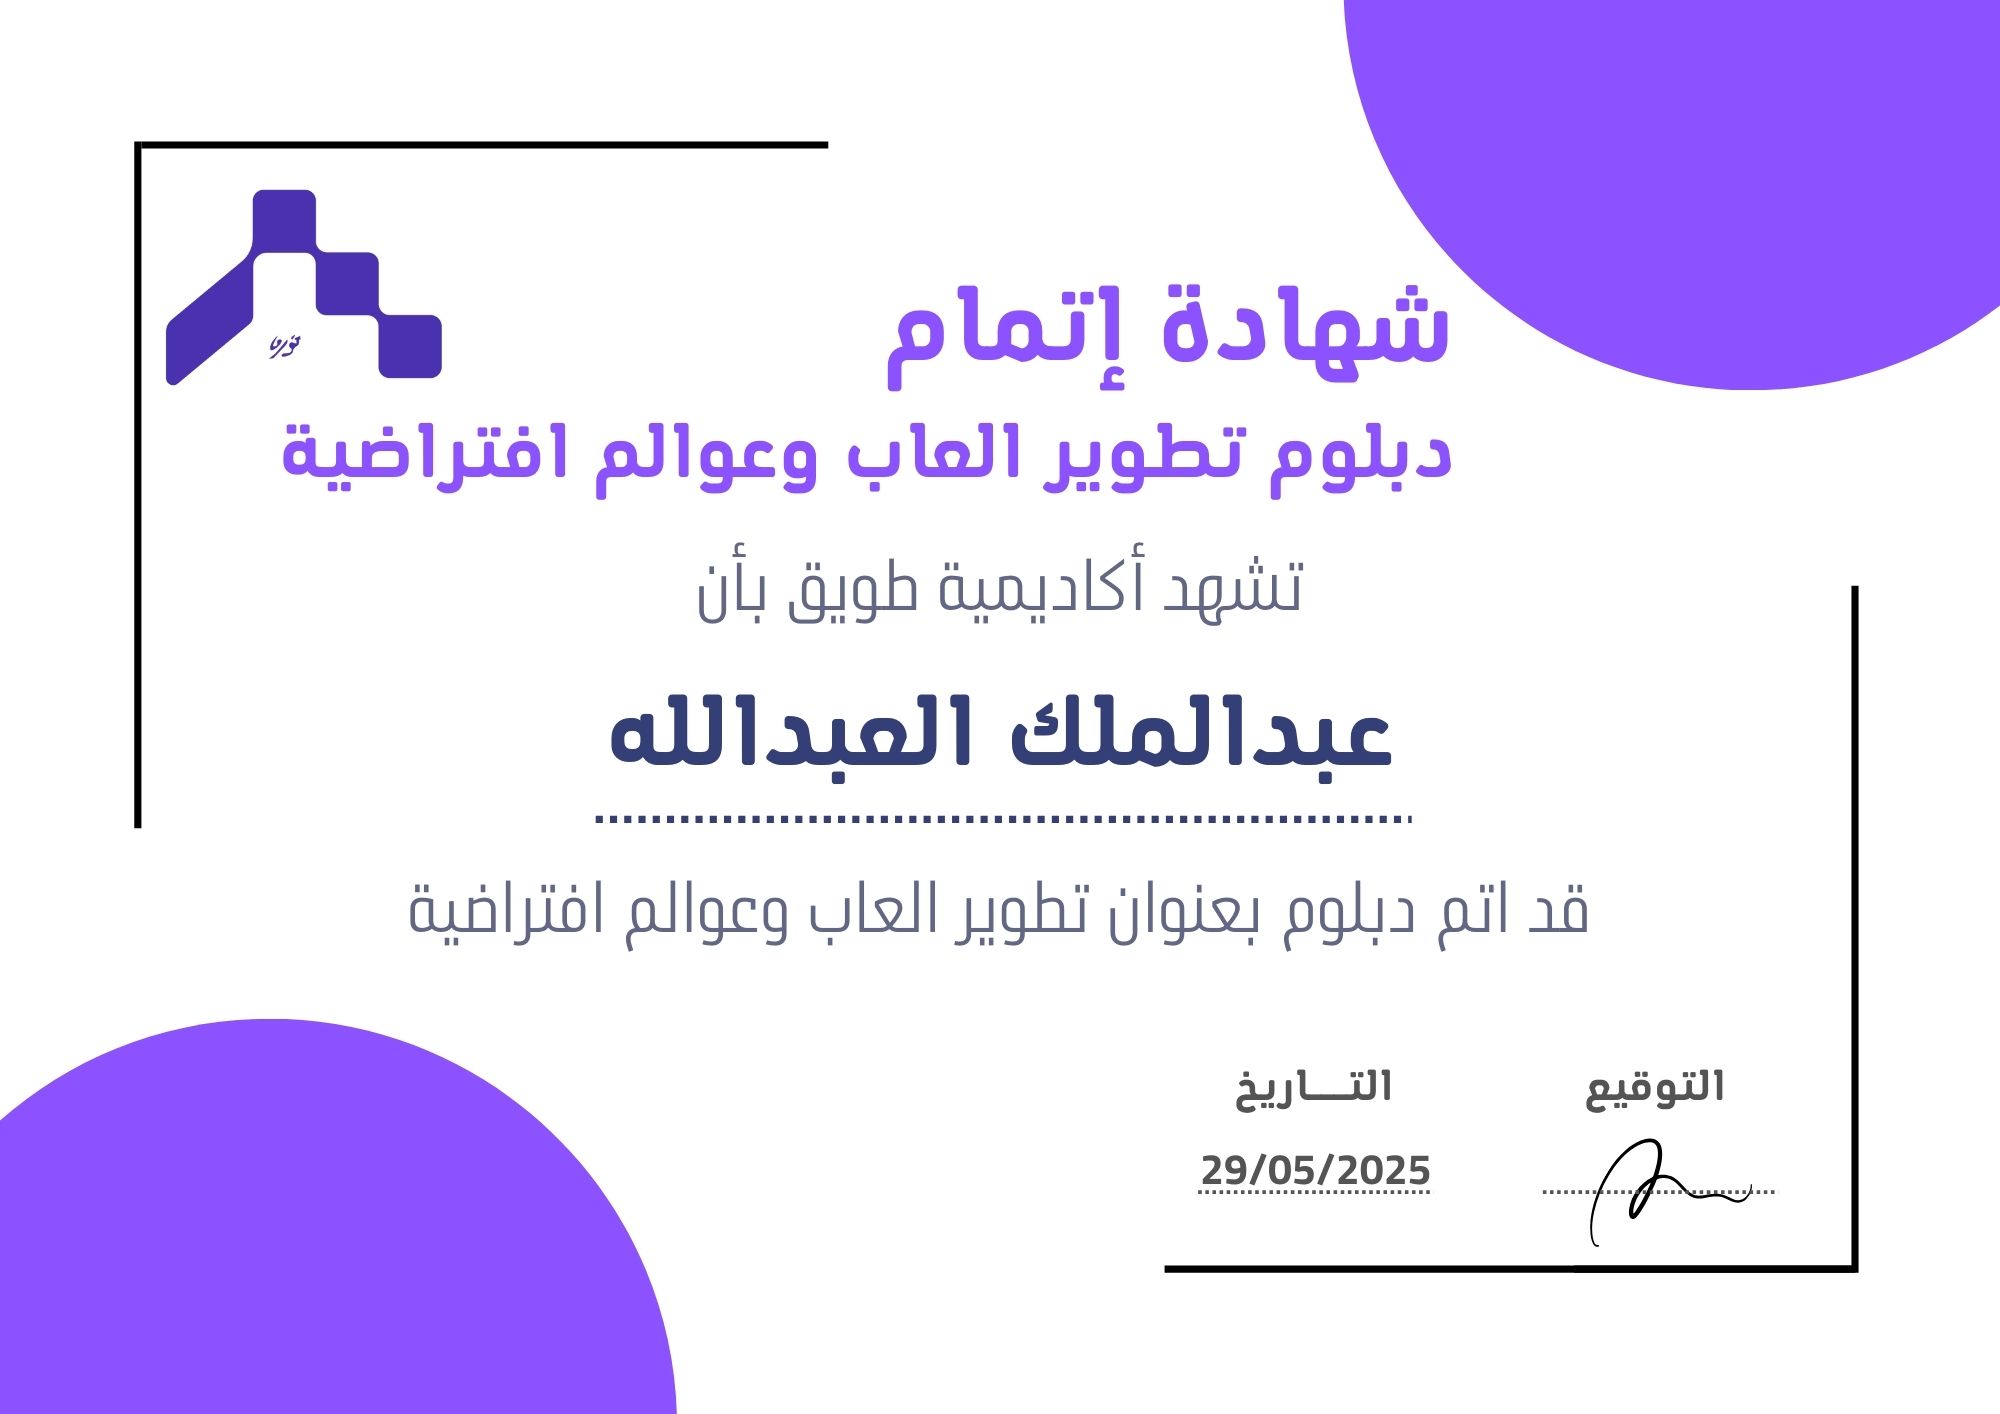 شهادة إتمام
دبلوم تطوير العاب وعوالم افتراضية
تشهد أكاديمية طويق بأن
عبدالملك العبدالله
قد اتم دبلوم بعنوان تطوير العاب وعوالم افتراضية
التوقيع
التـــاريخ
29/05/2025